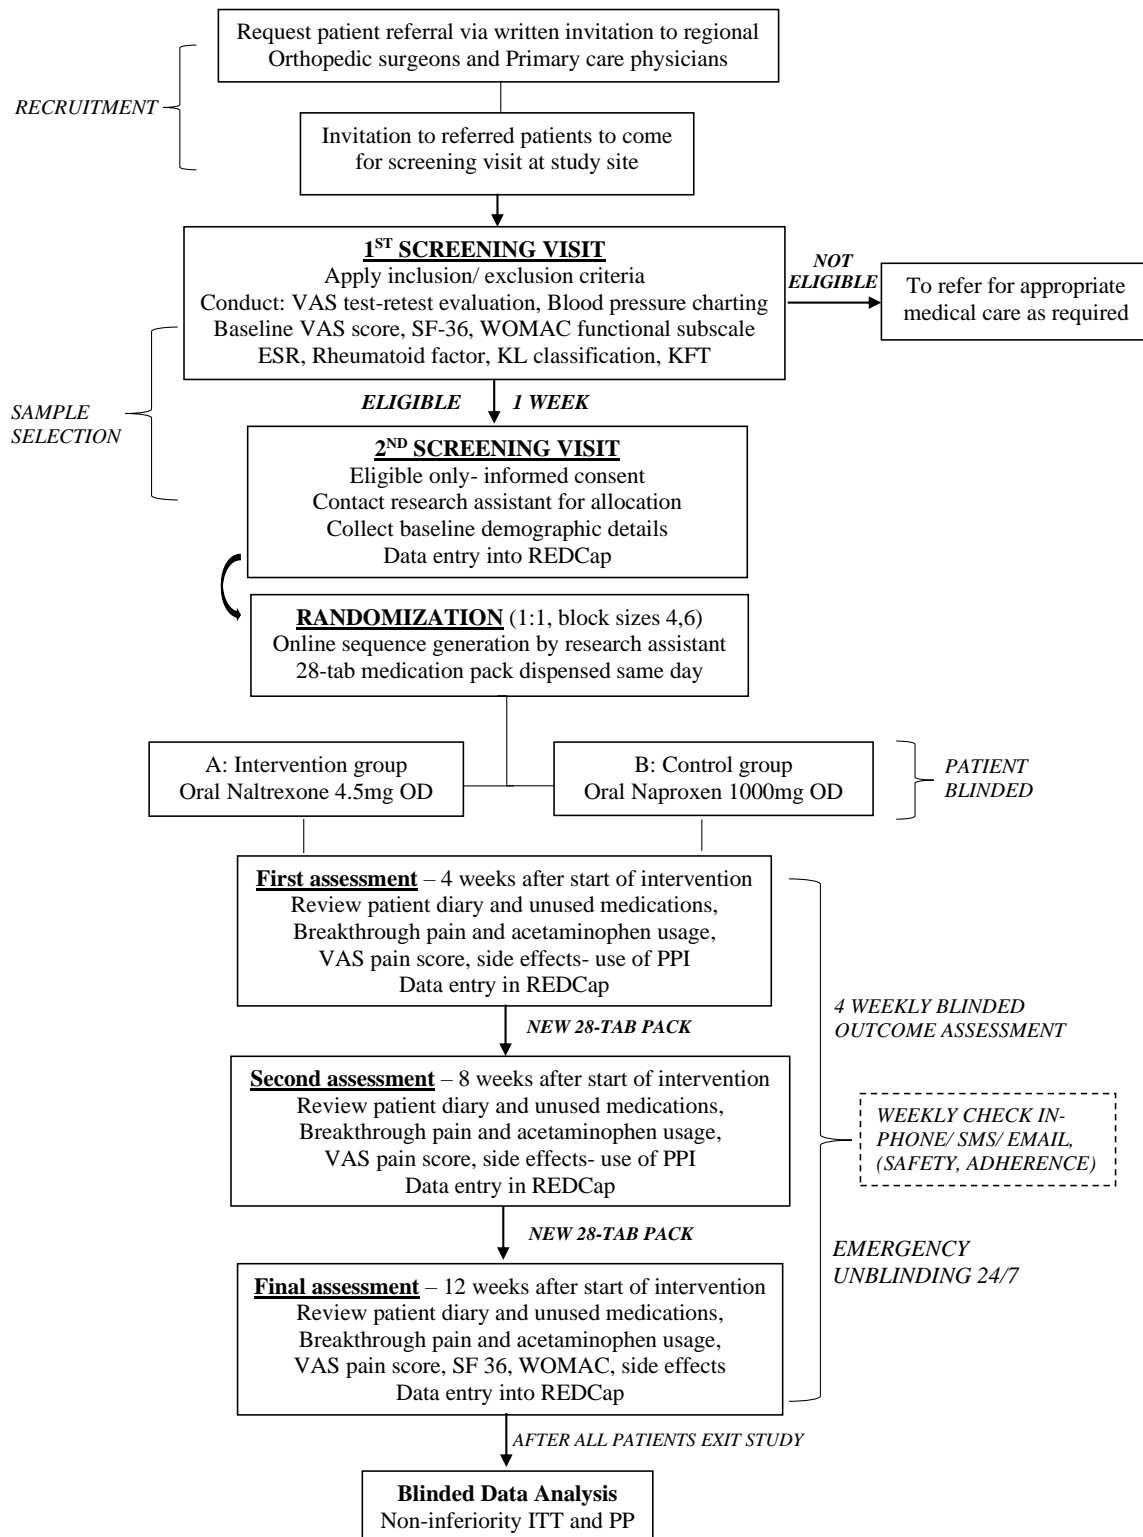 Request patient referral via written invitation to regional
Orthopedic surgeons and Primary care physicians
RECRUITMENT
Invitation to referred patients to come
for screening visit at study site
1ST SCREENING VISIT
Apply inclusion/ exclusion criteria
Conduct: VAS test-retest evaluation, Blood pressure charting
Baseline VAS score, SF-36, WOMAC functional subscale
ESR, Rheumatoid factor, KL classification, KFT
NOT
ELIGIBLE
To refer for appropriate
medical care as required
ELIGIBLE 1 WEEK
SAMPLE
SELECTION
2ND SCREENING VISIT
Eligible only- informed consent
Contact research assistant for allocation
Collect baseline demographic details
Data entry into REDCap
RANDOMIZATION (1:1, block sizes 4,6)
Online sequence generation by research assistant
28-tab medication pack dispensed same day
A: Intervention group
Oral Naltrexone 4.5mg OD
B: Control group
Oral Naproxen 1000mg OD
PATIENT
BLINDED
First assessment – 4 weeks after start of intervention
Review patient diary and unused medications,
Breakthrough pain and acetaminophen usage,
VAS pain score, side effects- use of PPI
Data entry in REDCap
NEW 28-TAB PACK
4 WEEKLY BLINDED
OUTCOME ASSESSMENT
Second assessment – 8 weeks after start of intervention
Review patient diary and unused medications,
Breakthrough pain and acetaminophen usage,
VAS pain score, side effects- use of PPI
Data entry in REDCap
WEEKLY CHECK IN-
PHONE/ SMS/ EMAIL,
(SAFETY, ADHERENCE)
NEW 28-TAB PACK
EMERGENCY
UNBLINDING 24/7
Final assessment – 12 weeks after start of intervention
Review patient diary and unused medications,
Breakthrough pain and acetaminophen usage,
VAS pain score, SF 36, WOMAC, side effects
Data entry into REDCap
AFTER ALL PATIENTS EXIT STUDY
Blinded Data Analysis
Non-inferiority ITT and PP